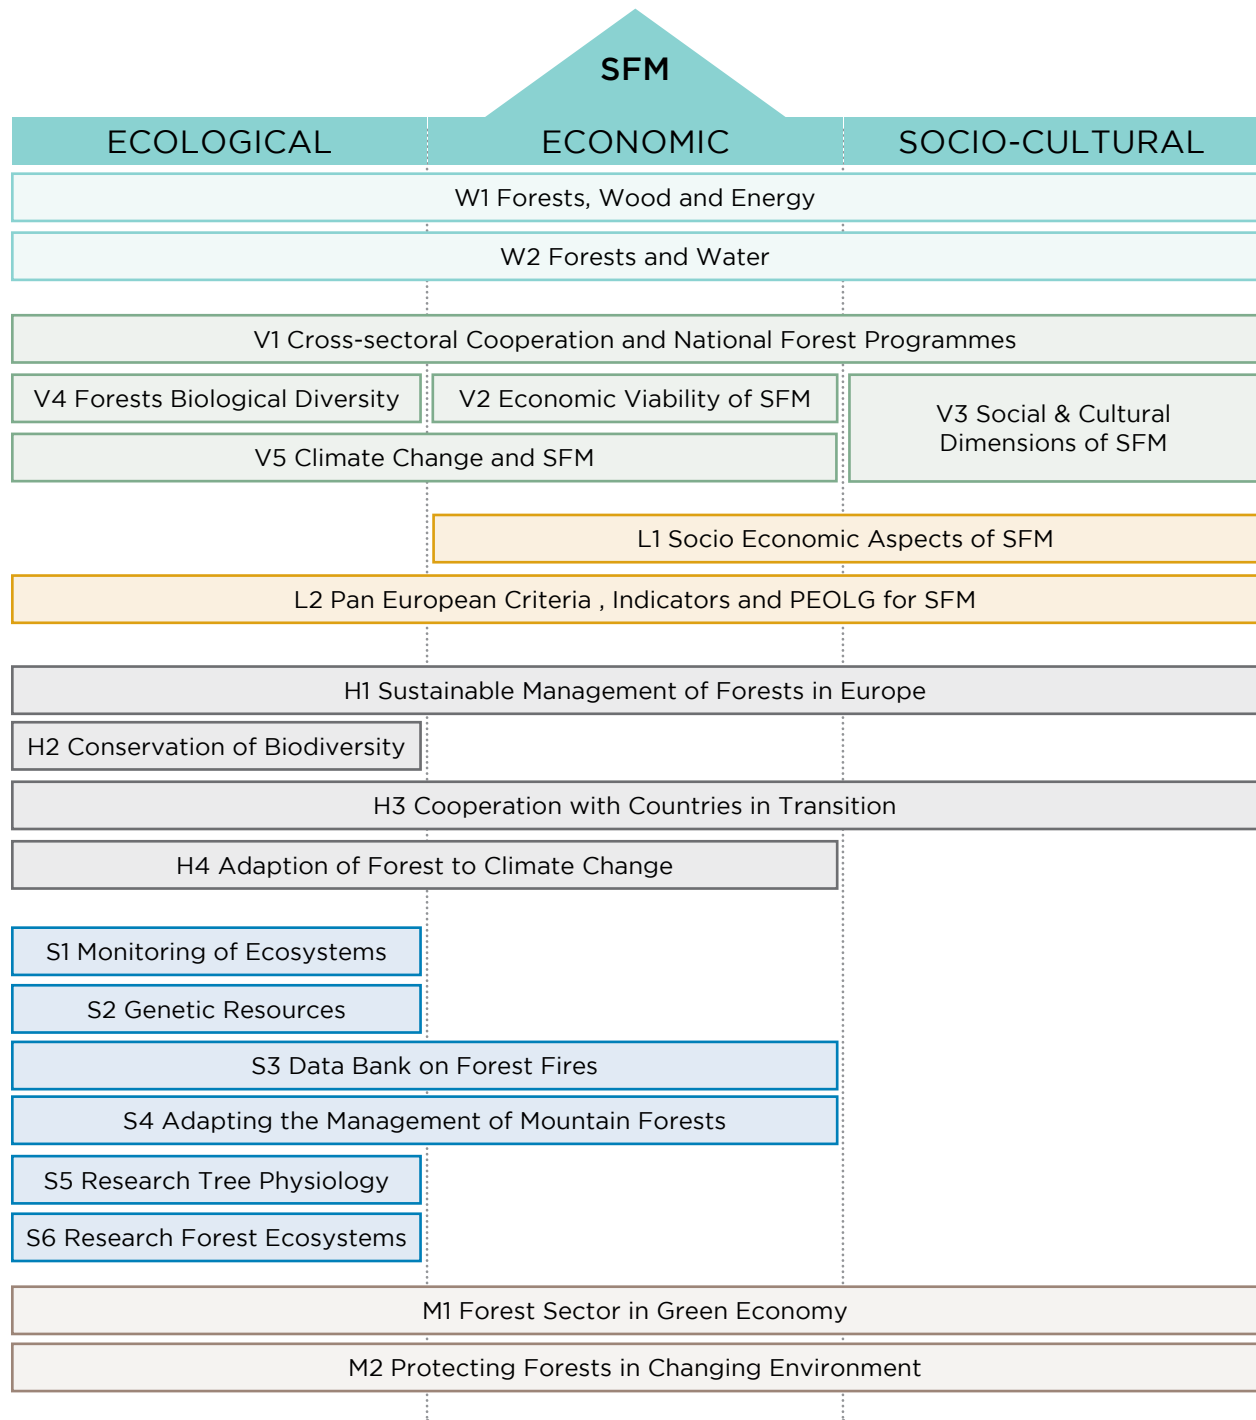 SFM
ECOLOGICAL
ECONOMIC
SOCIO-CULTURAL
W1 Forests, Wood and Energy
W2 Forests and Water
V1 Cross-sectoral Cooperation and National Forest Programmes
V4 Forests Biological Diversity
V2 Economic Viability of SFM
V3 Social & Cultural
Dimensions of SFM
V5 Climate Change and SFM
L1 Socio Economic Aspects of SFM
L2 Pan European Criteria , Indicators and PEOLG for SFM
H1 Sustainable Management of Forests in Europe
H2 Conservation of Biodiversity
H3 Cooperation with Countries in Transition
H4 Adaption of Forest to Climate Change
S1 Monitoring of Ecosystems
S2 Genetic Resources
S3 Data Bank on Forest Fires
S4 Adapting the Management of Mountain Forests
S5 Research Tree Physiology
S6 Research Forest Ecosystems
M1 Forest Sector in Green Economy
M2 Protecting Forests in Changing Environment